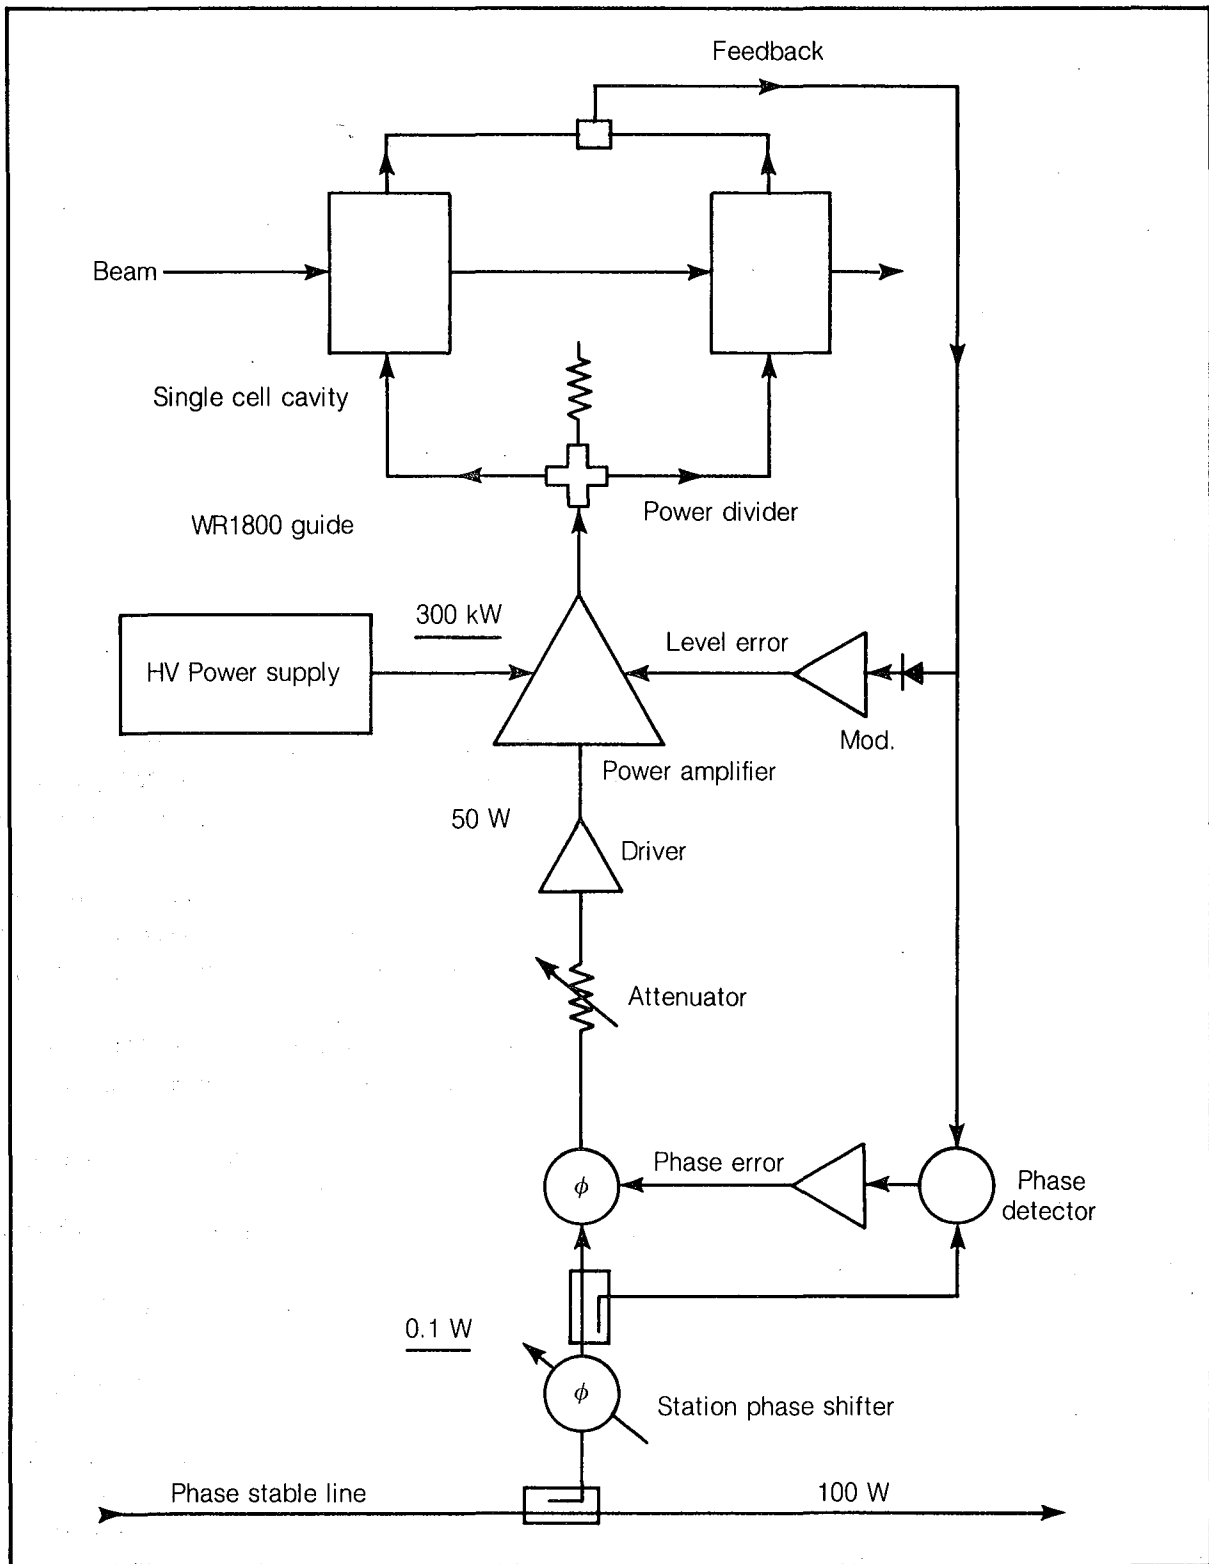 Feedback
Beam
Single cell cavity
WR1800 guide
Power divider
300 kW
Level error
HV Power supply
Mod.
Power amplifier
50 W
Driver
Attenuator
Phase error
ϕ
Phase
detector
0.1 W
ϕ
Station phase shifter
Phase stable line
100 W